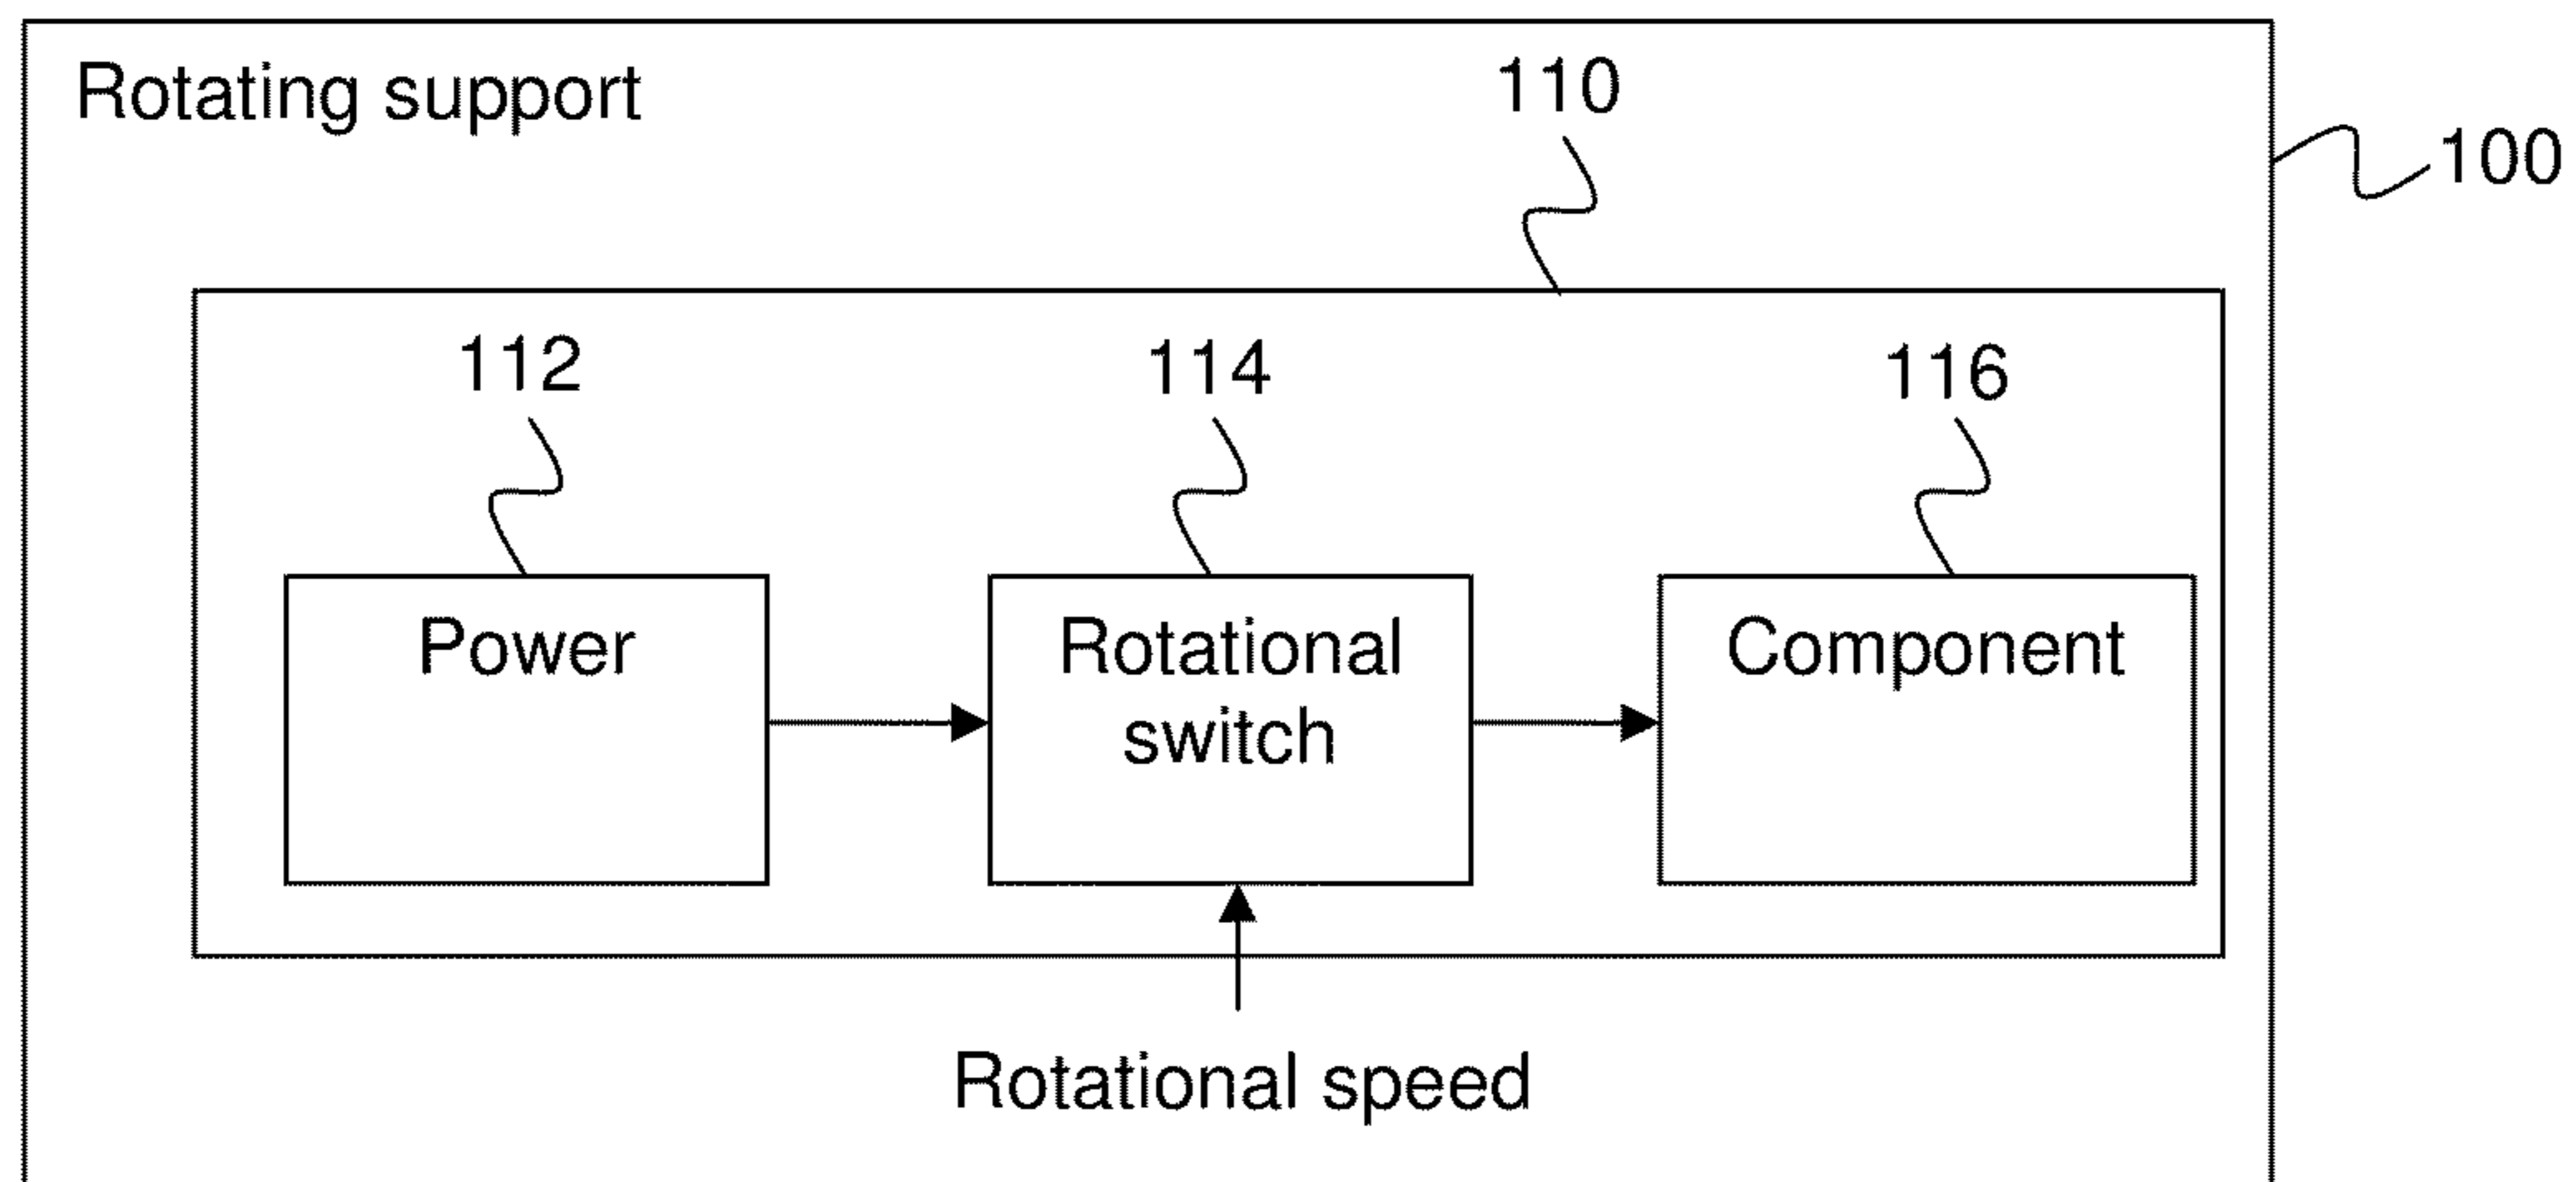 Rotating support
110
100
112
114
116
Power
Rotational
switch
Component
Rotational speed